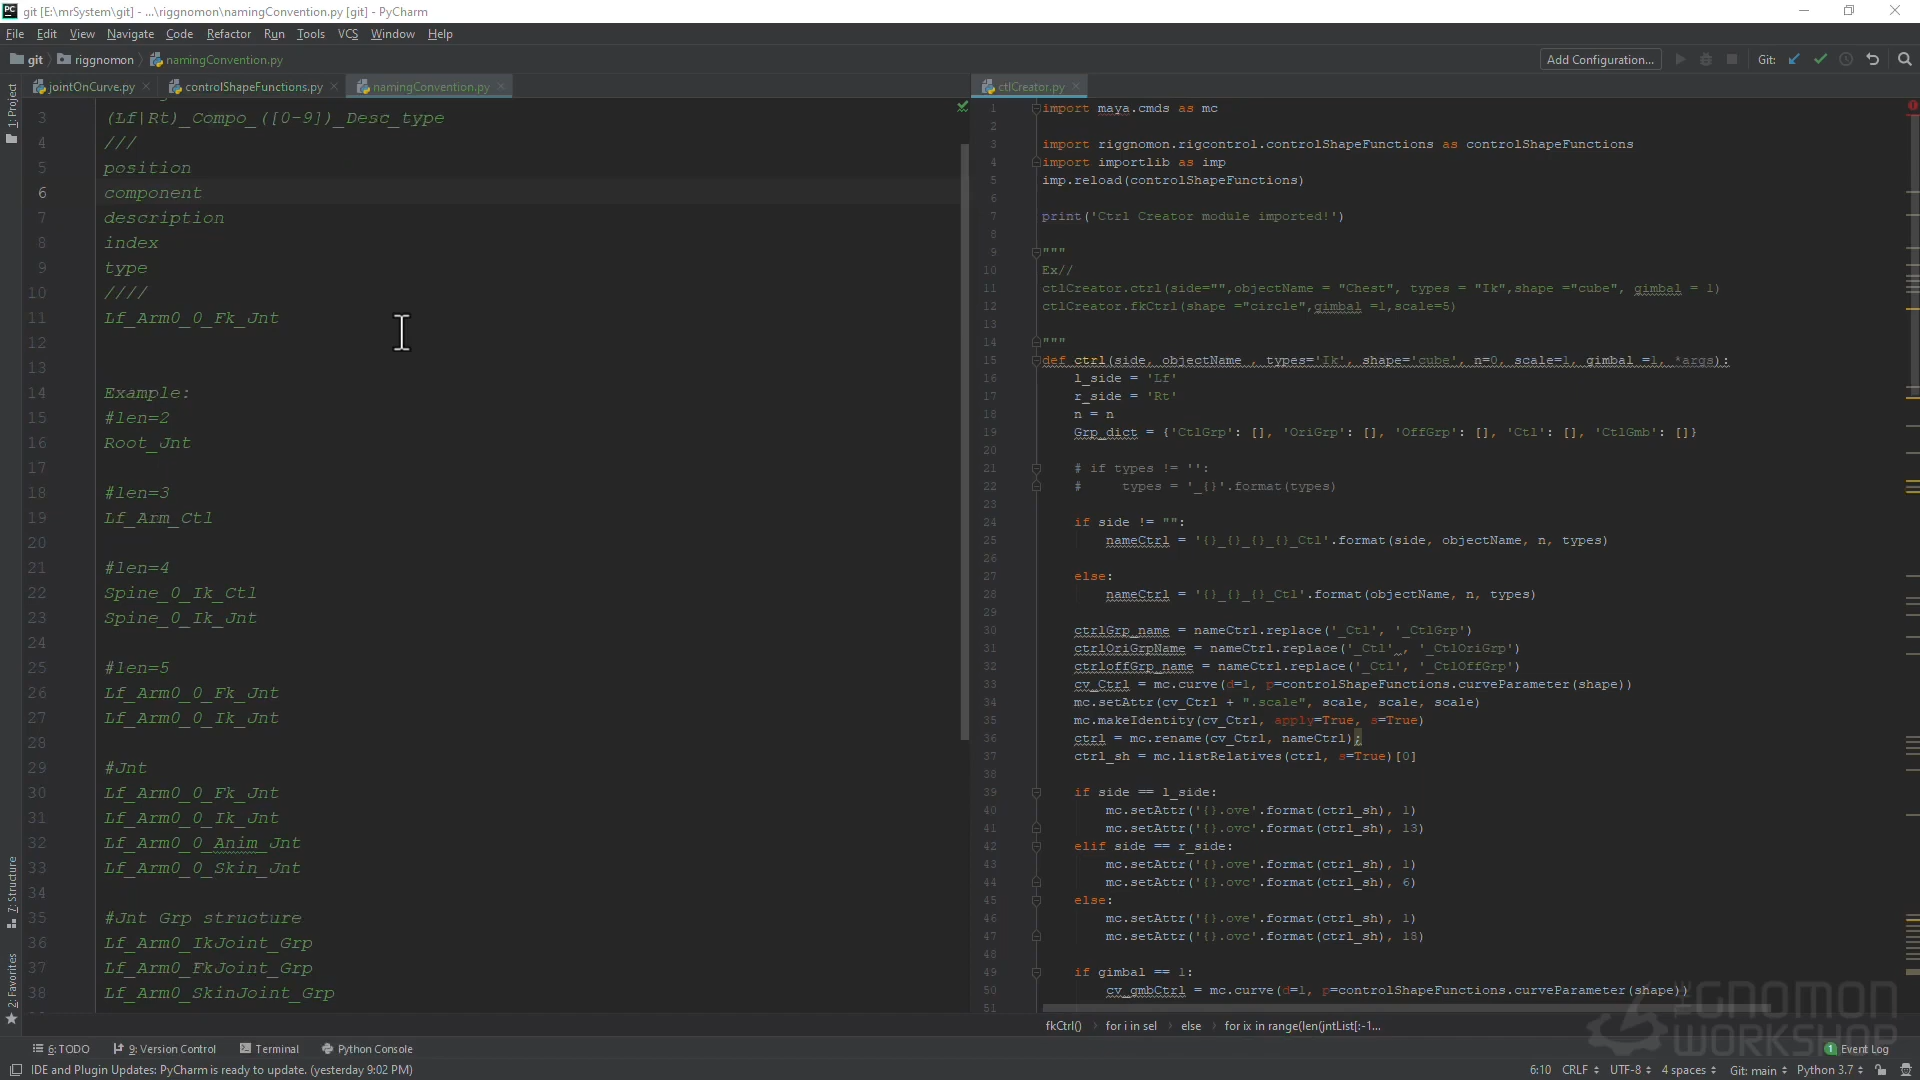 git [E:\mrSystem\git] - ...\riggnomon\namingConvention.py [git] - PyCharm
File Edit View Navigate Code Refactor Run Tools VCS Window Help
git riggnomon namingConvention.py
Add Configuration... Git:
jointOnCurve.py controlShapeFunctions.py namingConvention.py ctlCreator.py
1: Project
7: Structure
2: Favorites
3 (Lf|Rt)_Compo_([0-9])_Desc_type
4 ///
5 position
6 component
7 description
8 index
9 type
10 ////
11 Lf_Arm0_0_Fk_Jnt
12
13
14 Example:
15 #len=2
16 Root_Jnt
17
18 #len=3
19 Lf_Arm_Ctl
20
21 #len=4
22 Spine_0_Ik_Ctl
23 Spine_0_Ik_Jnt
24
25 #len=5
26 Lf_Arm0_0_Fk_Jnt
27 Lf_Arm0_0_Ik_Jnt
28
29 #Jnt
30 Lf_Arm0_0_Fk_Jnt
31 Lf_Arm0_0_Ik_Jnt
32 Lf_Arm0_0_Anim_Jnt
33 Lf_Arm0_0_Skin_Jnt
34
35 #Jnt Grp structure
36 Lf_Arm0_IkJoint_Grp
37 Lf_Arm0_FkJoint_Grp
38 Lf_Arm0_SkinJoint_Grp
1 import maya.cmds as mc
2
3 import riggnomon.rigcontrol.controlShapeFunctions as controlShapeFunctions
4 import importlib as imp
5 imp.reload(controlShapeFunctions)
6
7 print('Ctrl Creator module imported!')
8
9 """
10 Ex//
11 ctlCreator.ctrl(side="",objectName = "Chest", types = "Ik",shape ="cube", gimbal = 1)
12 ctlCreator.fkCtrl(shape ="circle",gimbal =1,scale=5)
13
14 """
15 def ctrl(side, objectName , types='Ik', shape='cube', n=0, scale=1, gimbal =1, *args):
16 l_side = 'Lf'
17 r_side = 'Rt'
18 n = n
19 Grp_dict = {'CtlGrp': [], 'OriGrp': [], 'OffGrp': [], 'Ctl': [], 'CtlGmb': []}
20
21 # if types != '':
22 # types = '_{}'.format(types)
23
24 if side != "":
25 nameCtrl = '{}_{}_{}_{}_Ctl'.format(side, objectName, n, types)
26
27 else:
28 nameCtrl = '{}_{}_{}_Ctl'.format(objectName, n, types)
29
30 ctrlGrp_name = nameCtrl.replace('_Ctl', '_CtlGrp')
31 ctrlOriGrpName = nameCtrl.replace('_Ctl' , '_CtlOriGrp')
32 ctrloffGrp_name = nameCtrl.replace('_Ctl', '_CtlOffGrp')
33 cv_Ctrl = mc.curve(d=1, p=controlShapeFunctions.curveParameter(shape))
34 mc.setAttr(cv_Ctrl + ".scale", scale, scale, scale)
35 mc.makeIdentity(cv_Ctrl, apply=True, s=True)
36 ctrl = mc.rename(cv_Ctrl, nameCtrl);
37 ctrl_sh = mc.listRelatives(ctrl, s=True)[0]
38
39 if side == l_side:
40 mc.setAttr('{}.ove'.format(ctrl_sh), 1)
41 mc.setAttr('{}.ovc'.format(ctrl_sh), 13)
42 elif side == r_side:
43 mc.setAttr('{}.ove'.format(ctrl_sh), 1)
44 mc.setAttr('{}.ovc'.format(ctrl_sh), 6)
45 else:
46 mc.setAttr('{}.ove'.format(ctrl_sh), 1)
47 mc.setAttr('{}.ovc'.format(ctrl_sh), 18)
48
49 if gimbal == 1:
50 cv_gmbCtrl = mc.curve(d=1, p=controlShapeFunctions.curveParameter(shape))
51
fkCtrl() for i in sel else for ix in range(len(jntList[:-1...
THE GNOMON WORKSHOP
6: TODO 9: Version Control Terminal Python Console 1 Event Log
IDE and Plugin Updates: PyCharm is ready to update. (yesterday 9:02 PM) 6:10 CRLF UTF-8 4 spaces Git: main Python 3.7